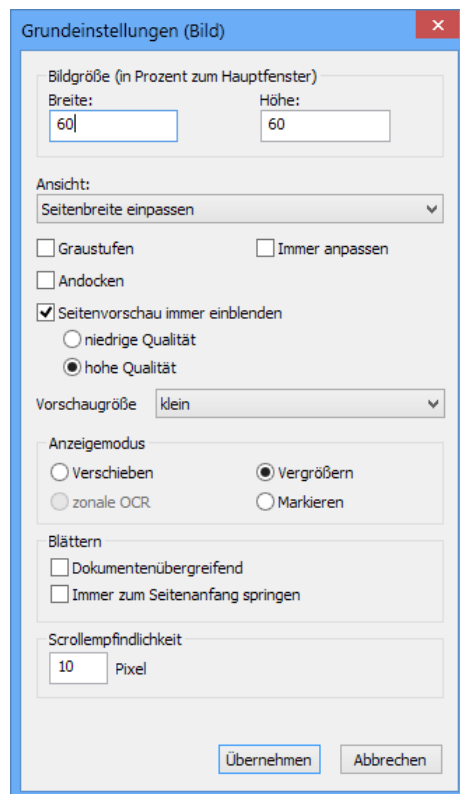 Grundeinstellungen (Bild)
Bildgröße (in Prozent zum Hauptfenster)
Breite: Höhe:
60 60
Ansicht:
Seitenbreite einpassen
Graustufen Immer anpassen
Andocken
Seitenvorschau immer einblenden
niedrige Qualität
hohe Qualität
Vorschaugröße klein
Anzeigemodus
Verschieben Vergrößern
zonale OCR Markieren
Blättern
Dokumentenübergreifend
Immer zum Seitenanfang springen
Scrollempfindlichkeit
10 Pixel
Übernehmen Abbrechen